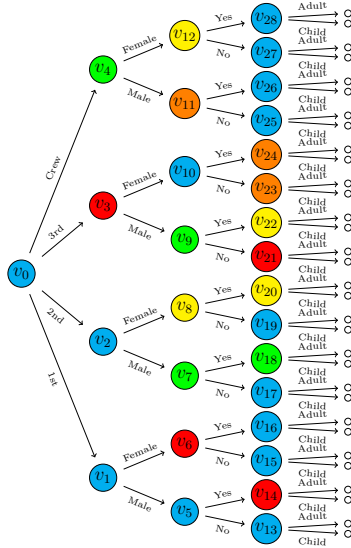 Adult
Yes v28
Female v12 Child
Adult
No v27
v4 Child
Adult
Yes v26
Male v11 Child
Adult
No v25
Child
Adult
Crew Yes v24
Female v10 Child
Adult
No v23
v3 Child
Adult
3rd Male Yes v22
v9 Child
Adult
No v21
v0 Child
Adult
Female Yes v20
v8 Child
Adult
2nd No v19
v2 Child
Adult
Male Yes v18
v7 Child
Adult
1st No v17
Child
Adult
Yes v16
Female v6 Child
Adult
No v15
v1 Child
Adult
Yes v14
Male v5 Child
Adult
No v13
Child